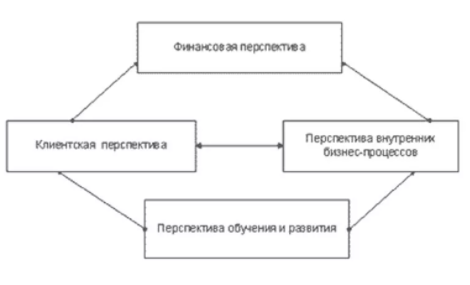 Финансовая перспектива
Клиентская перспектива
Перспектива внутренних
бизнес-процессов
Перспектива обучения и развития